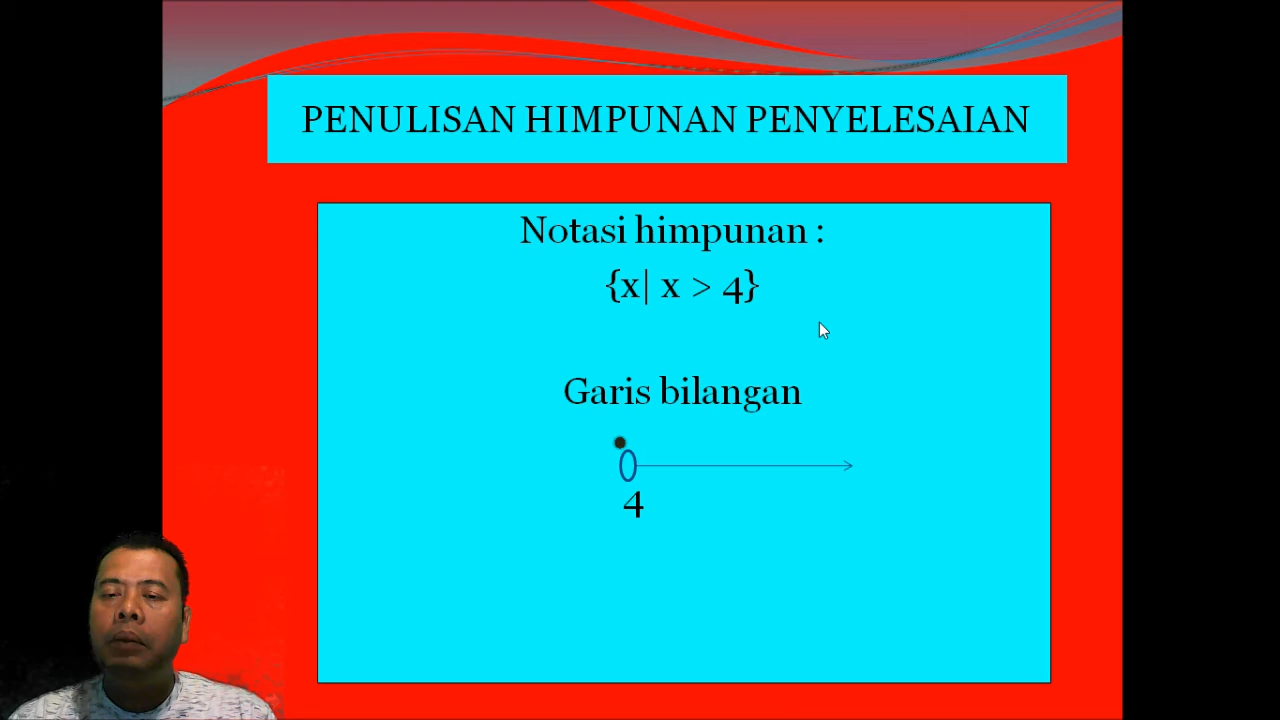 PENULISAN HIMPUNAN PENYELESAIAN
Notasi himpunan :
{x| x > 4}
Garis bilangan
4